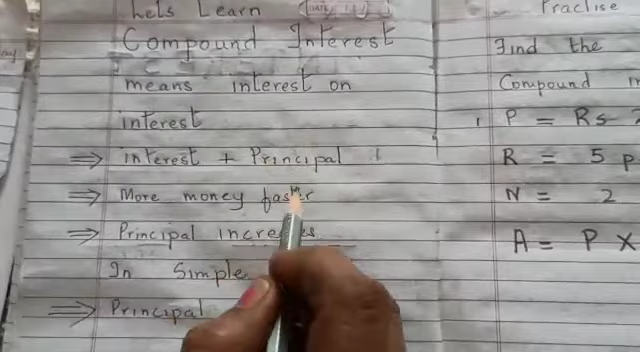 Lets Learn
Compound Interest
means interest on
interest
⇒ interest + Principal
⇒ More money faster
⇒ Principal increases
In Simple
⇒ Principal
Practise
Find the
Compound
P = Rs
R = 5 p
N = 2
A = P X